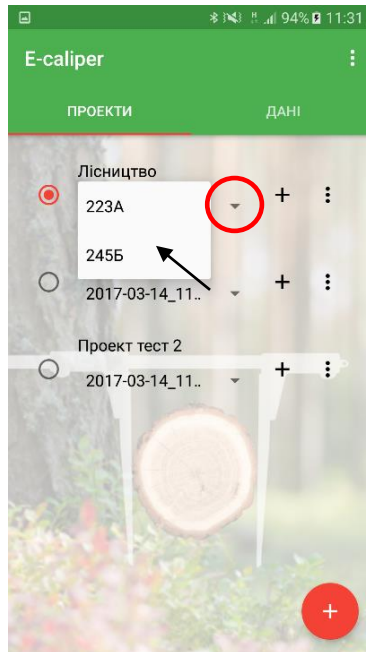 94% 11:31
E-caliper
ПРОЕКТИ ДАНІ
Лісництво
223А
245Б
2017-03-14_11..
Проект тест 2
2017-03-14_11..